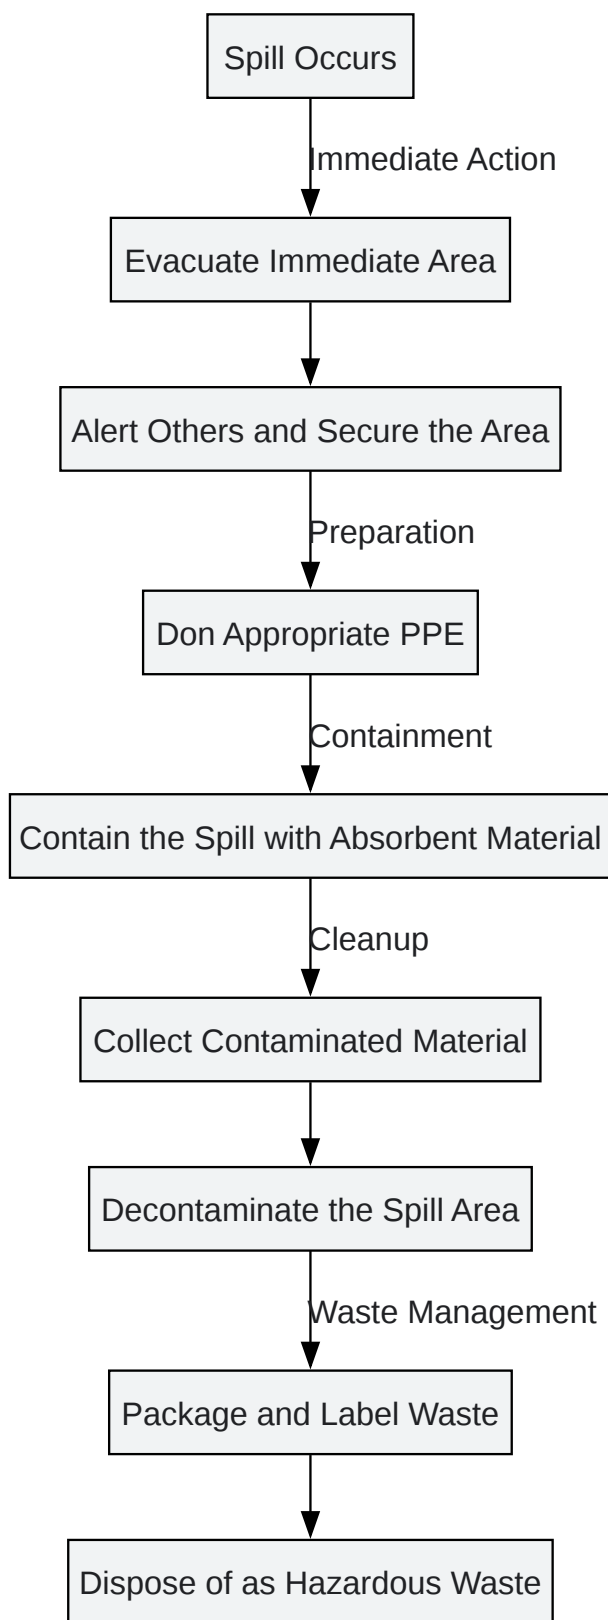 Spill Occurs
Immediate Action
Evacuate Immediate Area
Alert Others and Secure the Area
Preparation
Don Appropriate PPE
Containment
Contain the Spill with Absorbent Material
Cleanup
Collect Contaminated Material
Decontaminate the Spill Area
Waste Management
Package and Label Waste
Dispose of as Hazardous Waste